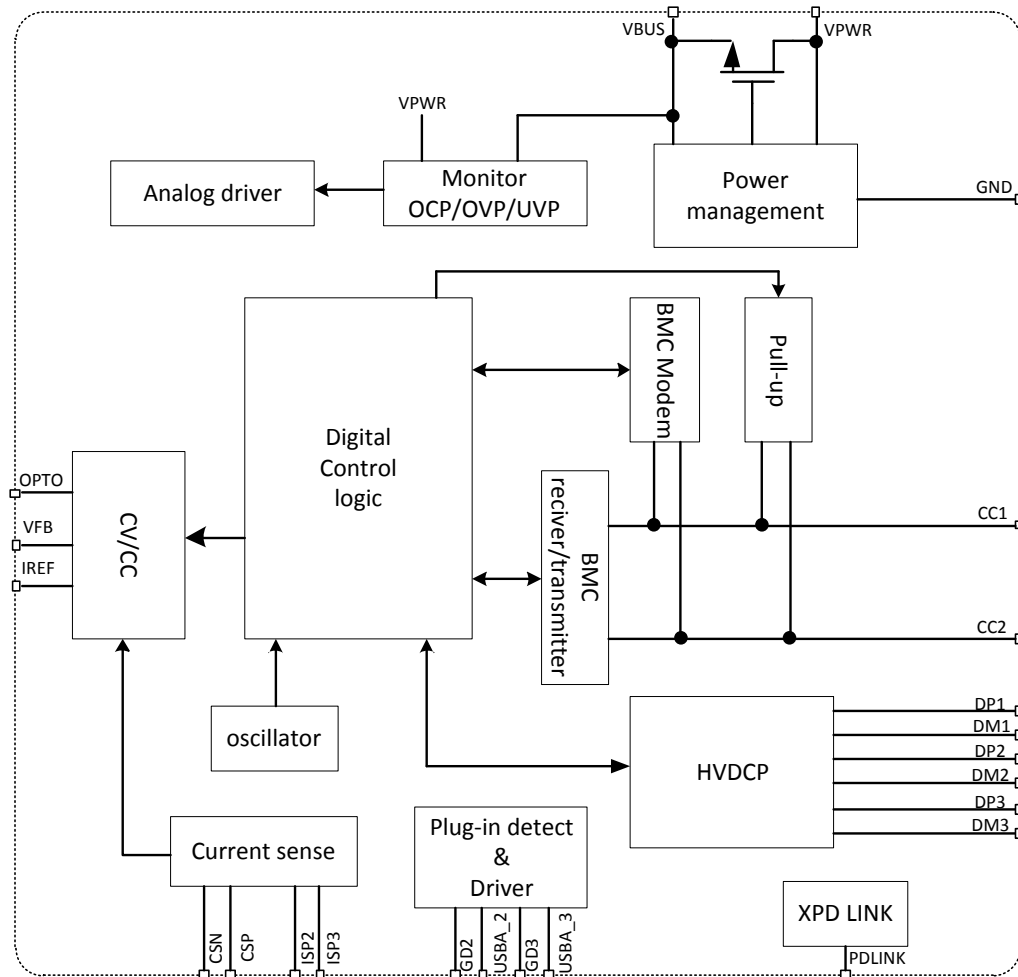 VBUS
VPWR
VPWR
Analog driver
Monitor
OCP/OVP/UVP
Power
management
GND
BMC Modem
Pull-up
Digital
Control
logic
OPTO
VFB
IREF
CV/CC
BMC
reciver/transmitter
CC1
CC2
oscillator
HVDCP
DP1
DM1
DP2
DM2
DP3
DM3
Current sense
Plug-in detect
&
Driver
XPD LINK
CSN
CSP
ISP2
ISP3
GD2
USBA_2
GD3
USBA_3
PDLINK